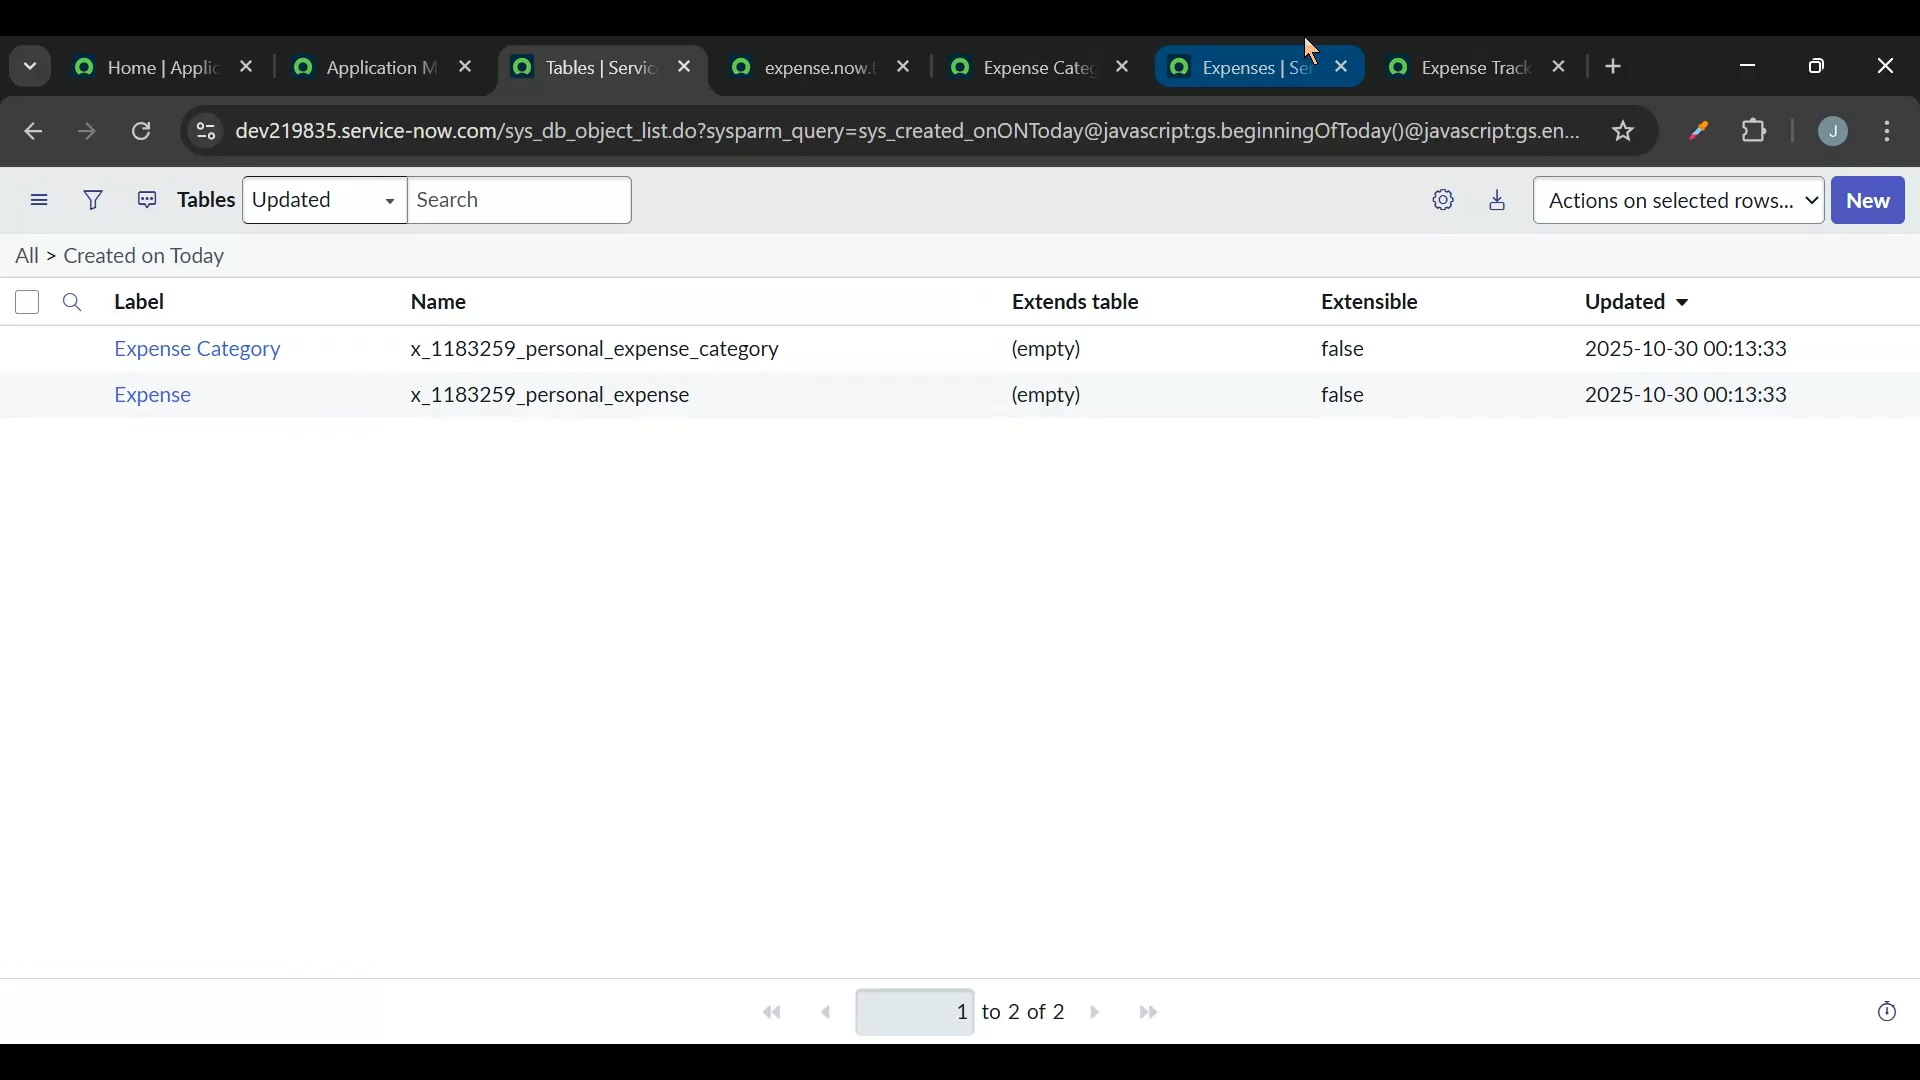 Home | Applic
Application M
Tables | Servic
expense.now.t
Expense Categ
Expenses | Se
Expense Track
dev219835.service-now.com/sys_db_object_list.do?sysparm_query=sys_created_onONToday@javascript:gs.beginningOfToday()@javascript:gs.en...
J
Tables Updated Search Actions on selected rows... New
All > Created on Today
Label Name Extends table Extensible Updated
Expense Category x_1183259_personal_expense_category (empty) false 2025-10-30 00:13:33
Expense x_1183259_personal_expense (empty) false 2025-10-30 00:13:33
1 to 2 of 2